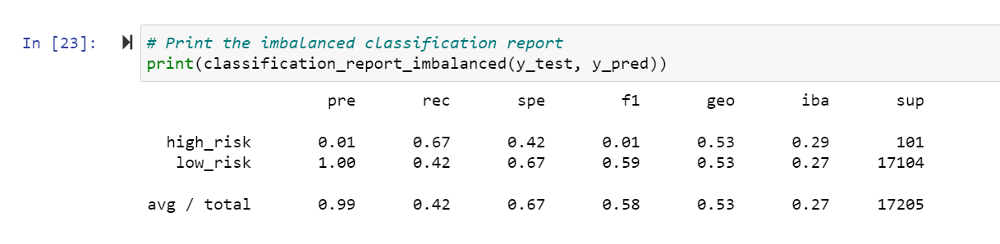 In [23]: # Print the imbalanced classification report
print(classification_report_imbalanced(y_test, y_pred))
pre rec spe f1 geo iba sup
high_risk 0.01 0.67 0.42 0.01 0.53 0.29 101
low_risk 1.00 0.42 0.67 0.59 0.53 0.27 17104
avg / total 0.99 0.42 0.67 0.58 0.53 0.27 17205